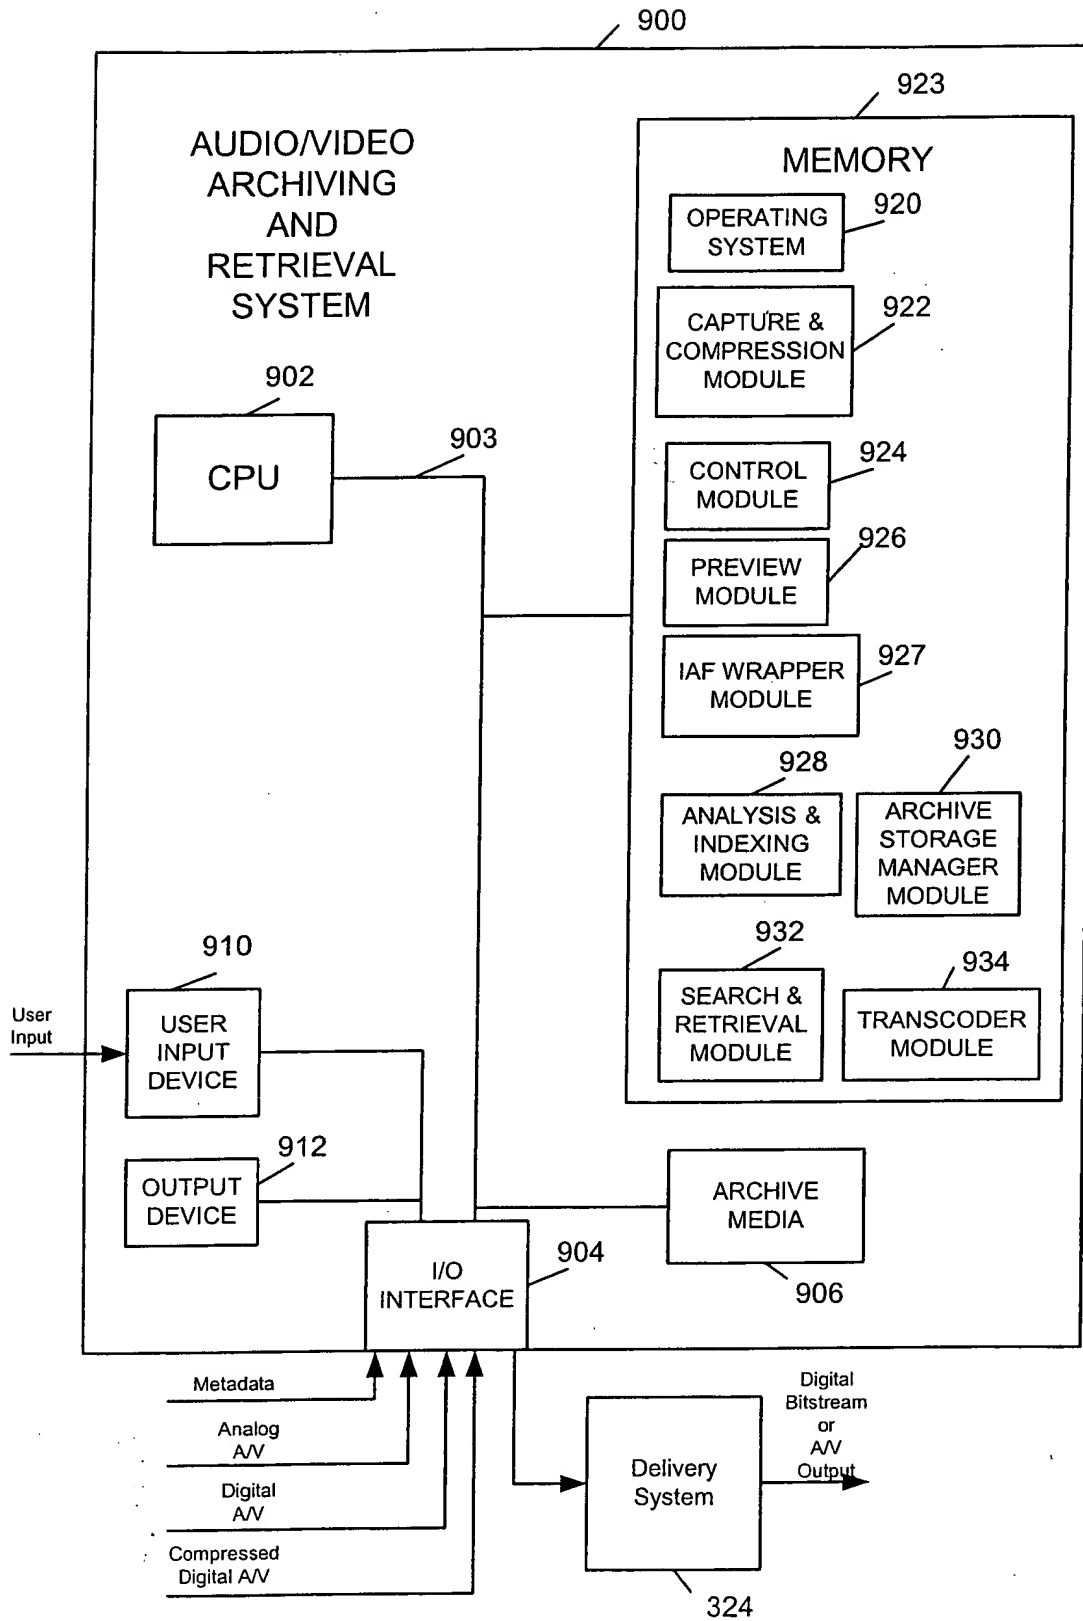 900
923
AUDIO/VIDEO
ARCHIVING
AND
RETRIEVAL
SYSTEM
MEMORY
OPERATING
SYSTEM
920
CAPTURE &
COMPRESSION
MODULE
922
902
CPU
903
CONTROL
MODULE
924
PREVIEW
MODULE
926
IAF WRAPPER
MODULE
927
928
ANALYSIS &
INDEXING
MODULE
930
ARCHIVE
STORAGE
MANAGER
MODULE
932
SEARCH &
RETRIEVAL
MODULE
934
TRANSCODER
MODULE
910
User
Input
USER
INPUT
DEVICE
912
OUTPUT
DEVICE
ARCHIVE
MEDIA
906
I/O
INTERFACE
904
Metadata
Analog
A/V
Digital
A/V
Compressed
Digital A/V
Delivery
System
324
Digital
Bitstream
or
A/V
Output